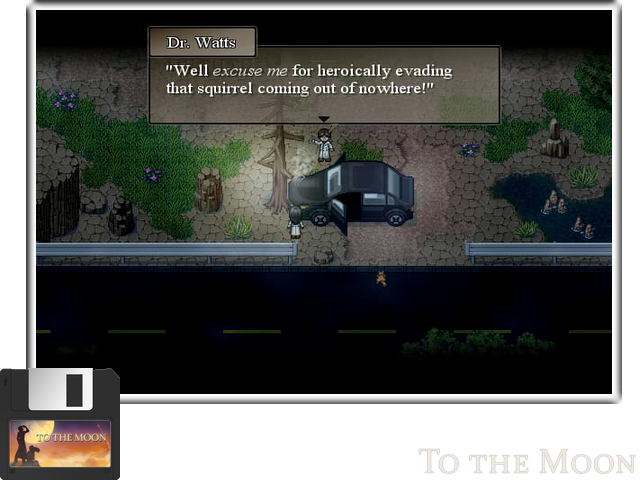 Dr. Watts
"Well excuse me for heroically evading
that squirrel coming out of nowhere!"
TO THE MOON
TO THE MOON